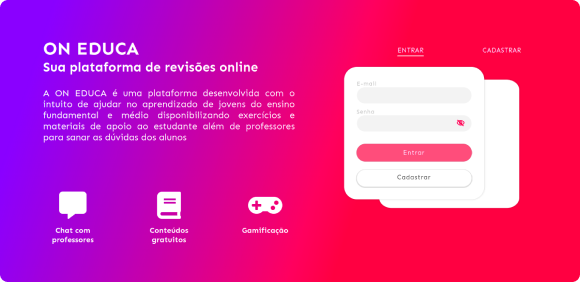 ON EDUCA
Sua plataforma de revisões online
A ON EDUCA é uma plataforma desenvolvida com o
intuito de ajudar no aprendizado de jovens do ensino
fundamental e médio disponibilizando exercícios e
materiais de apoio ao estudante além de professores
para sanar as dúvidas dos alunos
Chat com
professores
Conteúdos
gratuitos
Gamificação
ENTRAR
CADASTRAR
E-mail
Senha
Entrar
Cadastrar